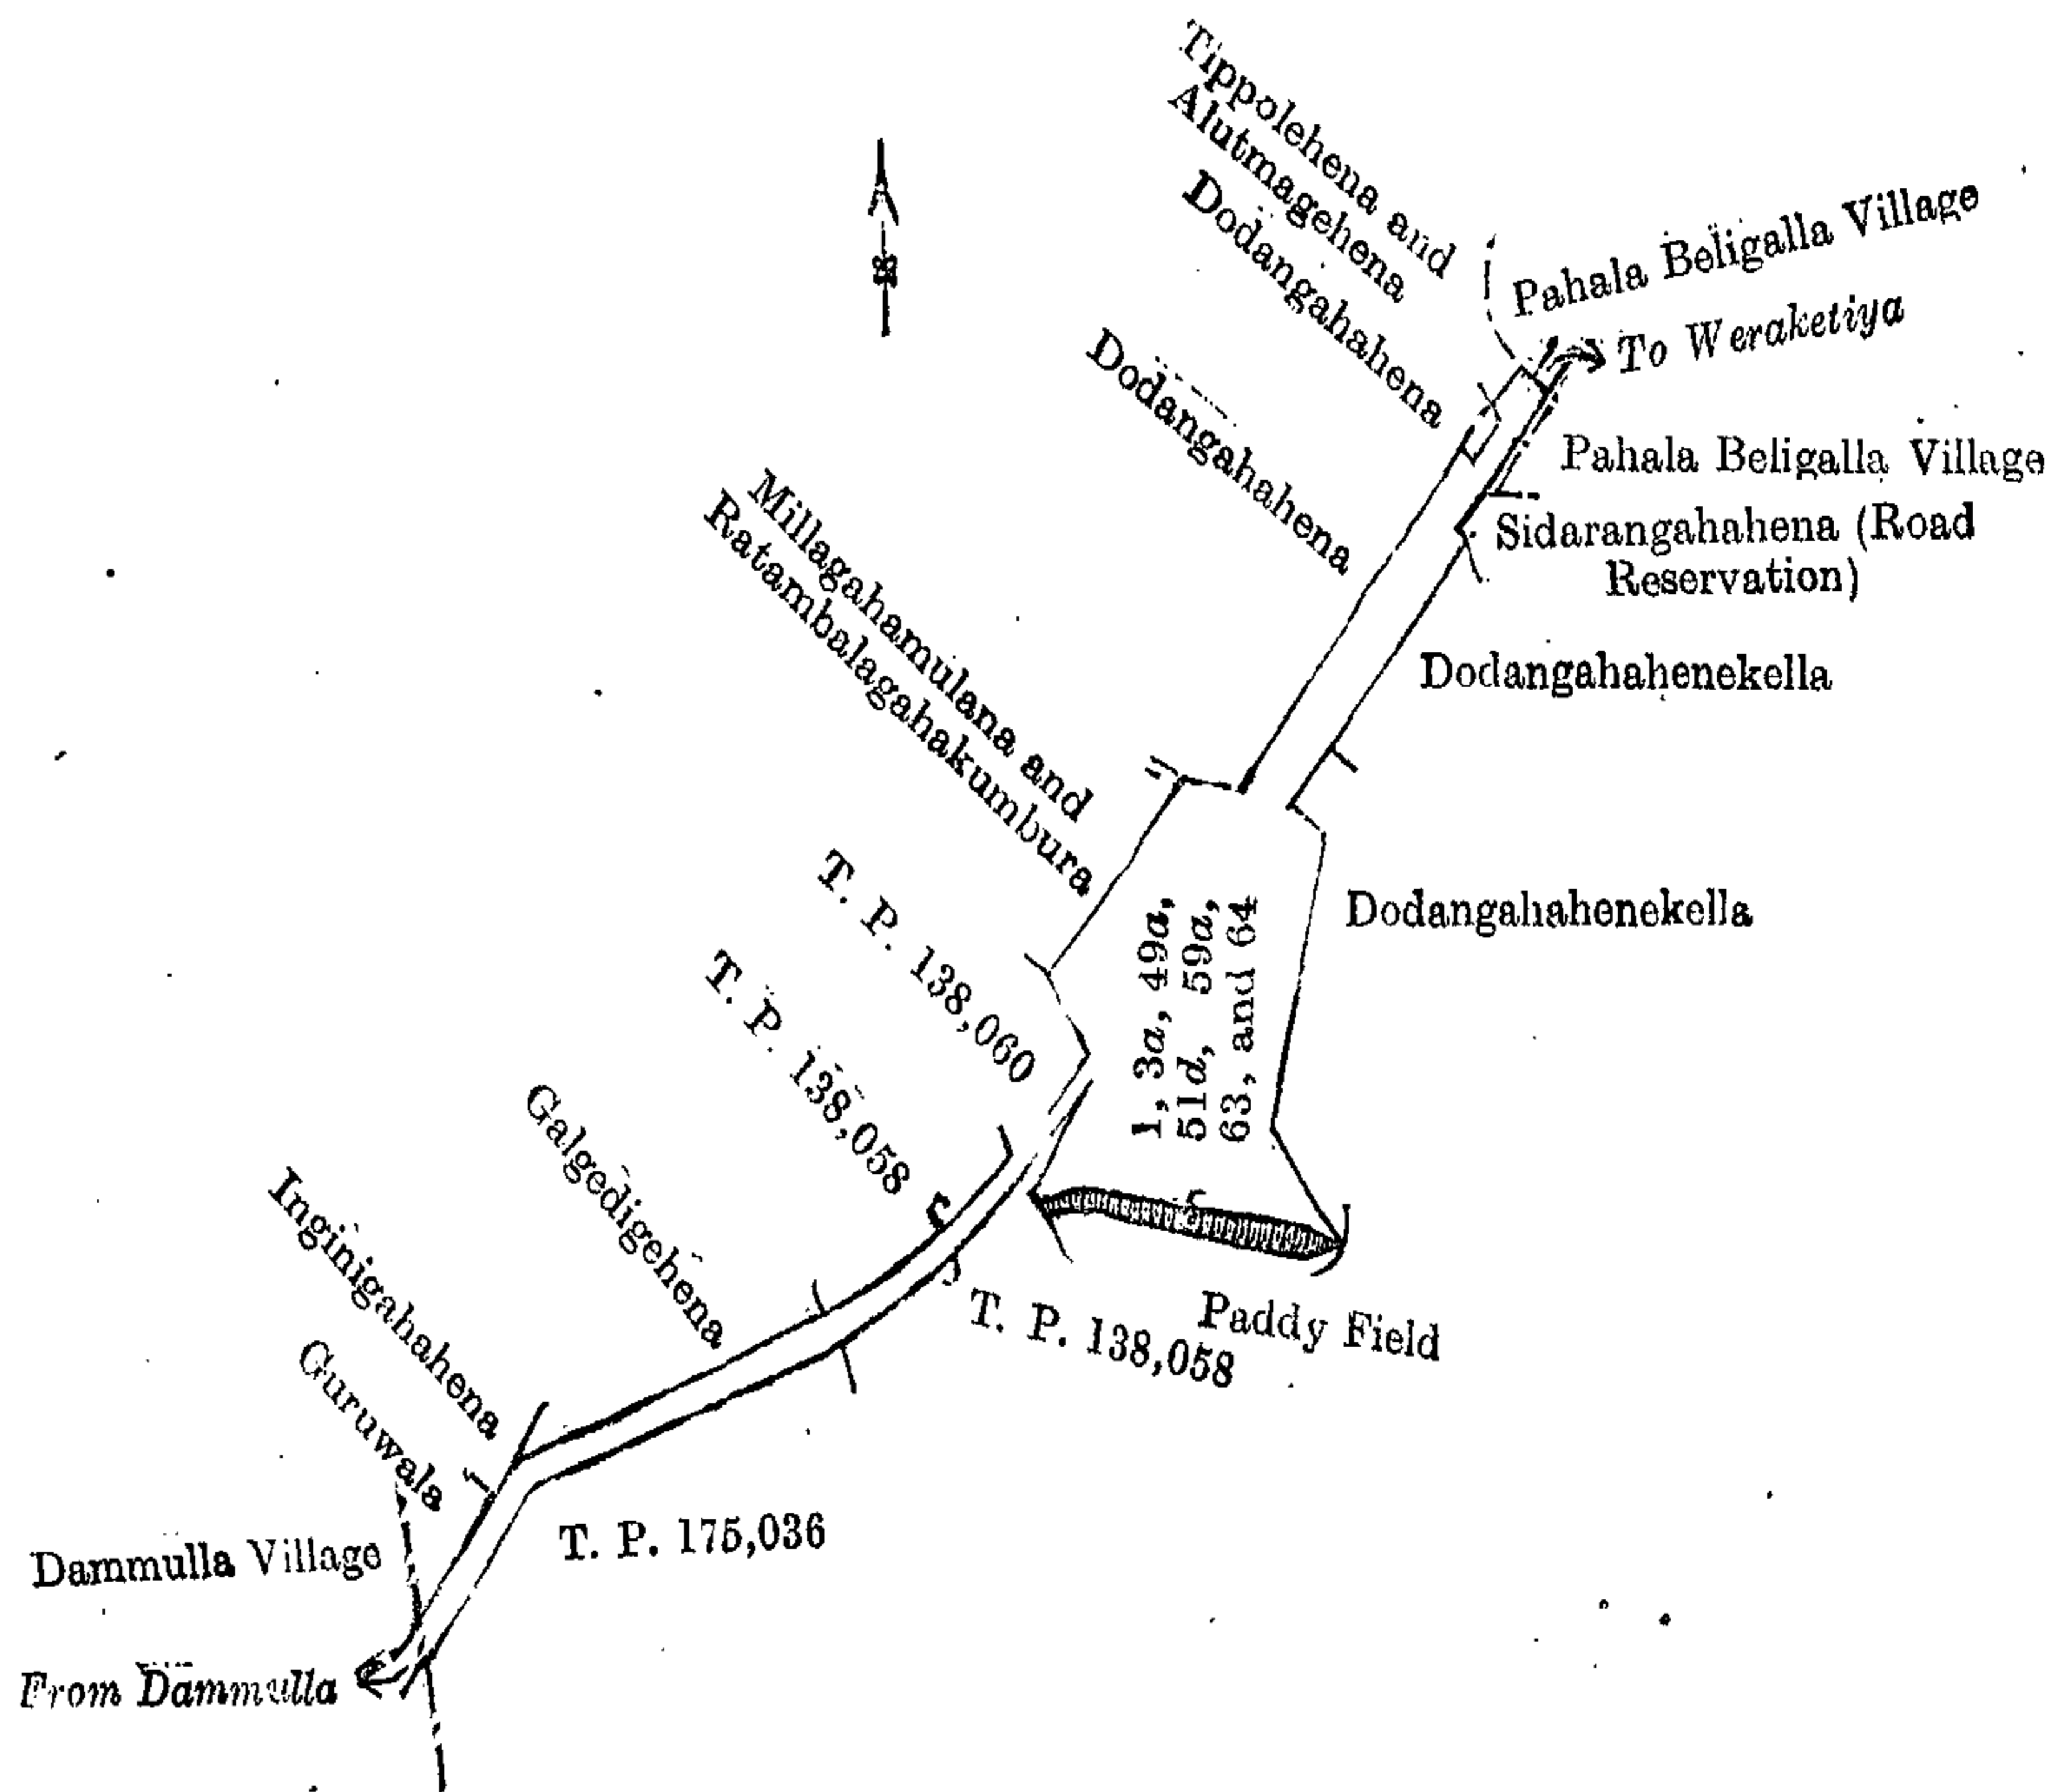 Tippolehena and
Alutmagehena
Dodangahahena
Pahala Beligalla Village
To Weraketiya
Dodangahahena
Pahala Beligalla Village
Sidarangahahena (Road
Reservation)
Millagahamulana and
Ratambalagahakumbura
Dodangahahenekella
T. P. 138,060
1, 3a, 49a,
51d, 59a,
63, and 64
Dodangahahenekella
T. P. 138,058
Galgedigehena
Inginigahahena
Guruwala
T. P. 138,058
Paddy Field
T. P. 175,036
Dammulla Village
From Dammulla